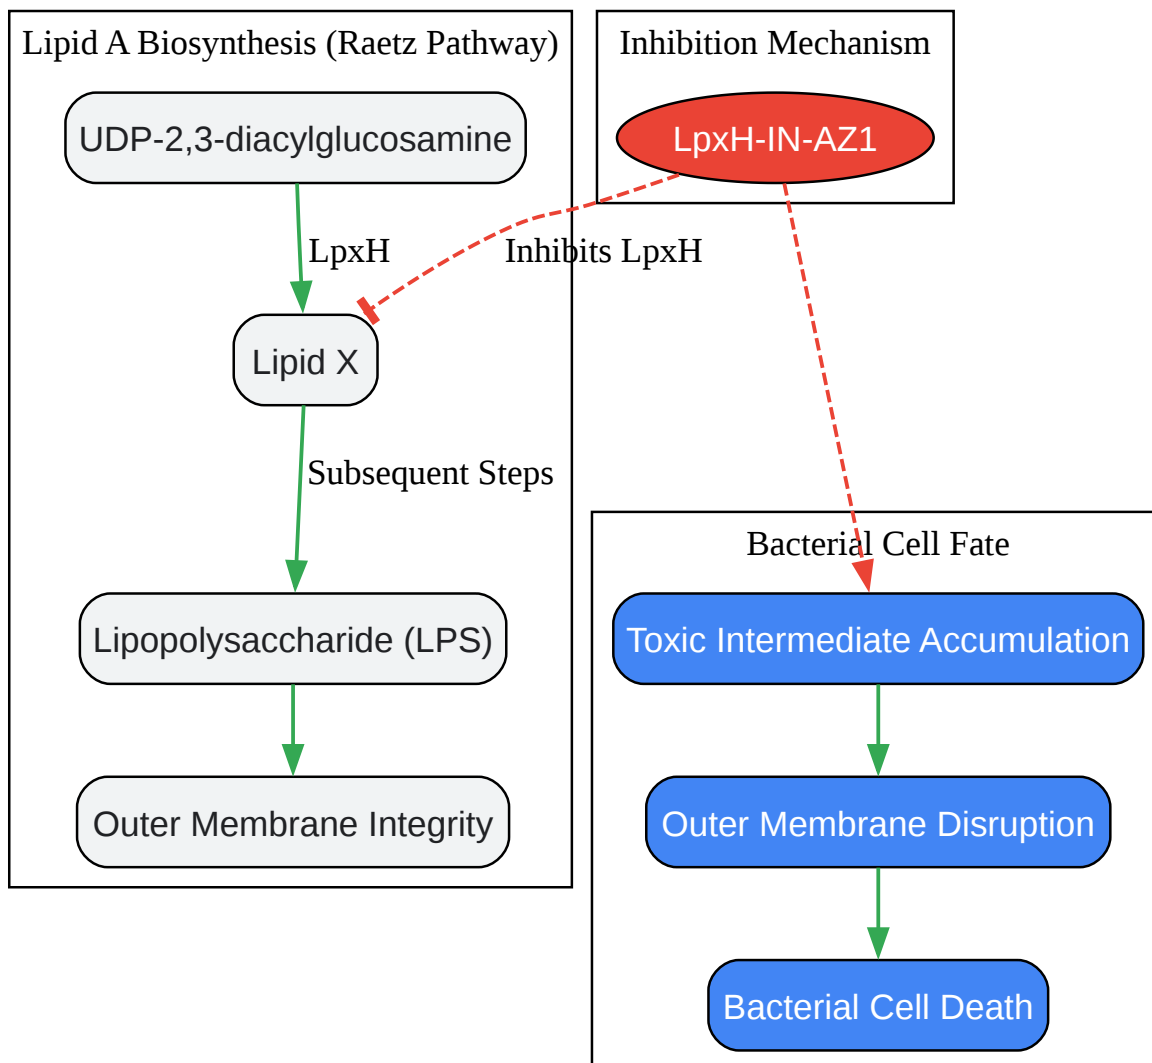 Lipid A Biosynthesis (Raetz Pathway)
UDP-2,3-diacylglucosamine
LpxH
Lipid X
Subsequent Steps
Lipopolysaccharide (LPS)
Outer Membrane Integrity
Inhibition Mechanism
LpxH-IN-AZ1
Inhibits LpxH
Bacterial Cell Fate
Toxic Intermediate Accumulation
Outer Membrane Disruption
Bacterial Cell Death